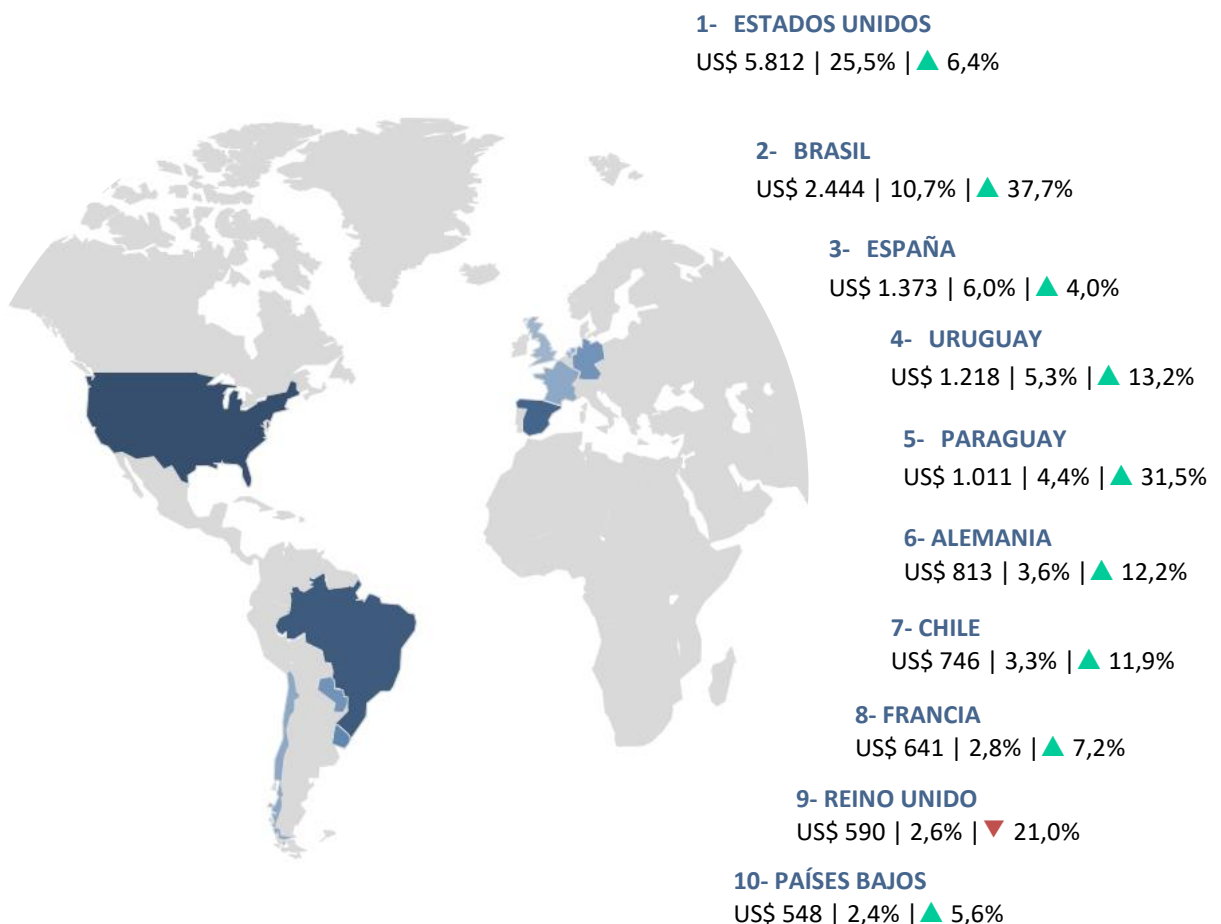 1- ESTADOS UNIDOS
US$ 5.812 | 25,5% | ▲ 6,4%
2- BRASIL
US$ 2.444 | 10,7% | ▲ 37,7%
3- ESPAÑA
US$ 1.373 | 6,0% | ▲ 4,0%
4- URUGUAY
US$ 1.218 | 5,3% | ▲ 13,2%
5- PARAGUAY
US$ 1.011 | 4,4% | ▲ 31,5%
6- ALEMANIA
US$ 813 | 3,6% | ▲ 12,2%
7- CHILE
US$ 746 | 3,3% | ▲ 11,9%
8- FRANCIA
US$ 641 | 2,8% | ▲ 7,2%
9- REINO UNIDO
US$ 590 | 2,6% | ▼ 21,0%
10- PAÍSES BAJOS
US$ 548 | 2,4% | ▲ 5,6%